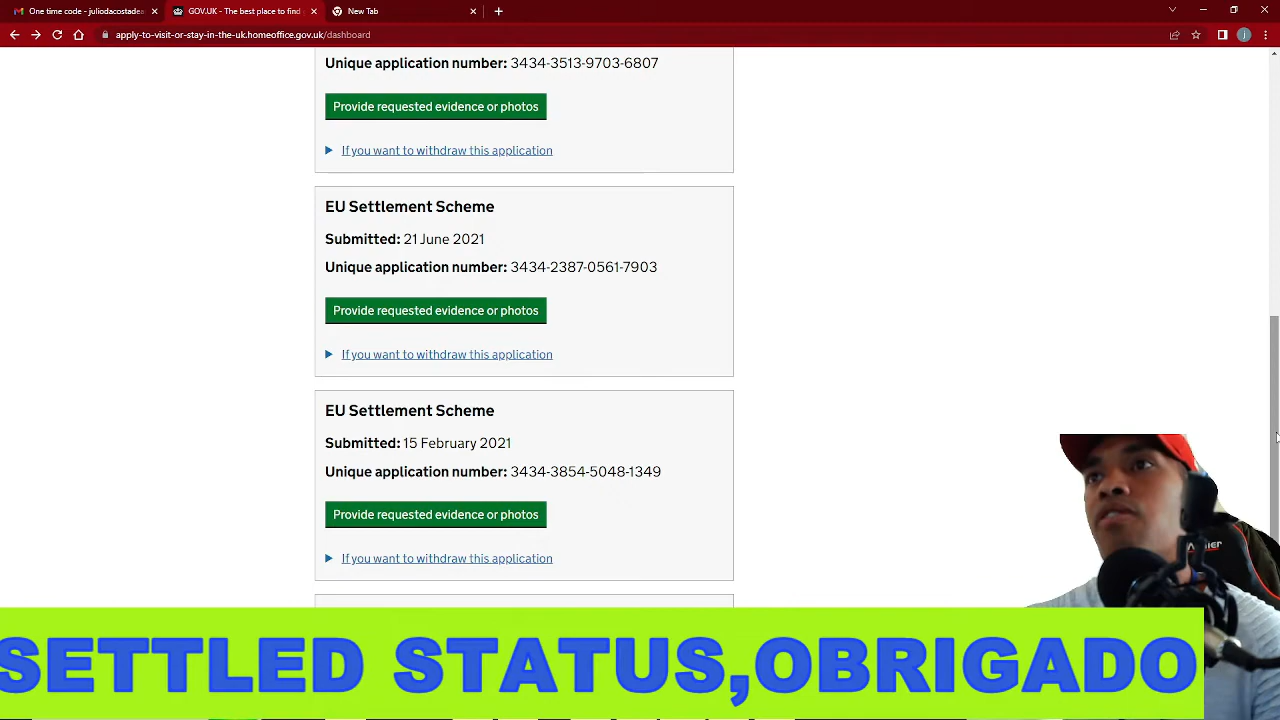 One time code - juliodacostadea
GOV.UK - The best place to find
New Tab
apply-to-visit-or-stay-in-the-uk.homeoffice.gov.uk/dashboard
j
Unique application number: 3434-3513-9703-6807
Provide requested evidence or photos
If you want to withdraw this application
EU Settlement Scheme
Submitted: 21 June 2021
Unique application number: 3434-2387-0561-7903
Provide requested evidence or photos
If you want to withdraw this application
EU Settlement Scheme
Submitted: 15 February 2021
Unique application number: 3434-3854-5048-1349
Provide requested evidence or photos
If you want to withdraw this application
SETTLED STATUS,OBRIGADO